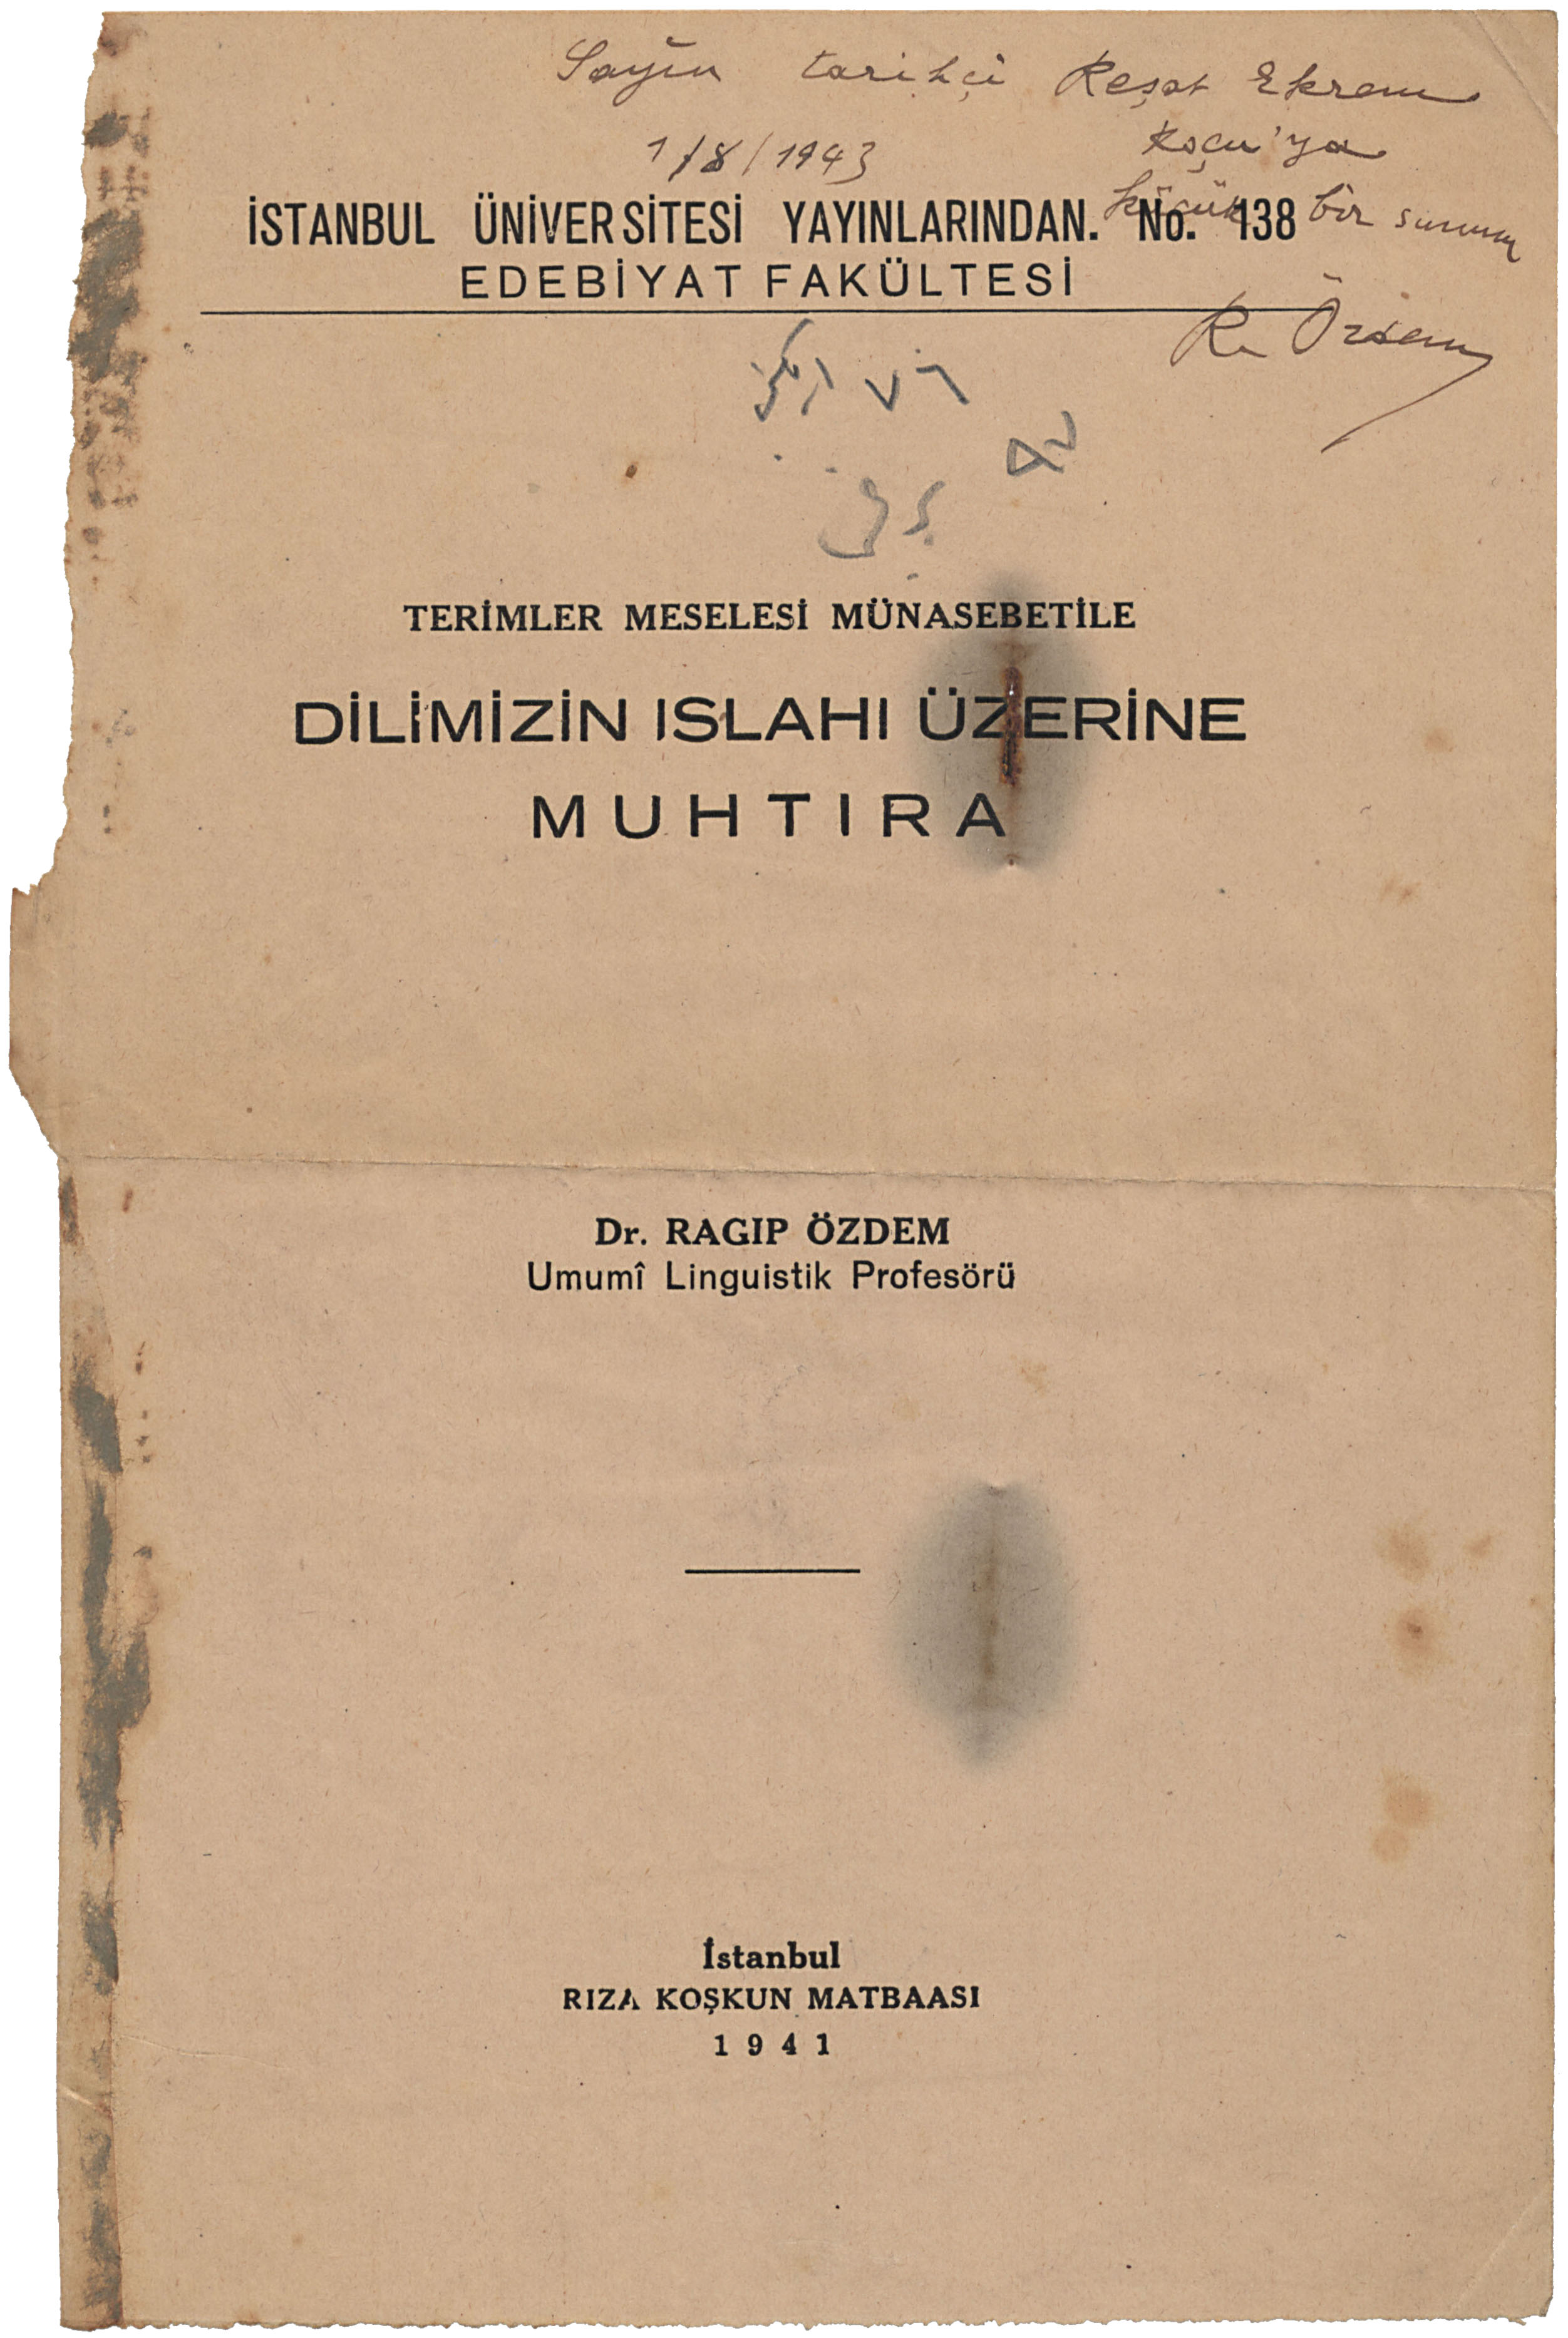 Sayın tarihçi Reşat Ekrem
Koçu'ya
1/8/1943
küçük bir sunum
İSTANBUL ÜNİVERSİTESİ YAYINLARINDAN. No. 138
EDEBİYAT FAKÜLTESİ
R. Özdem
TERİMLER MESELESİ MÜNASEBETİLE
DİLİMİZİN ISLAHI ÜZERİNE
MUHTIRA
Dr. RAGIP ÖZDEM
Umumî Linguistik Profesörü
İstanbul
RIZA KOŞKUN MATBAASI
1941